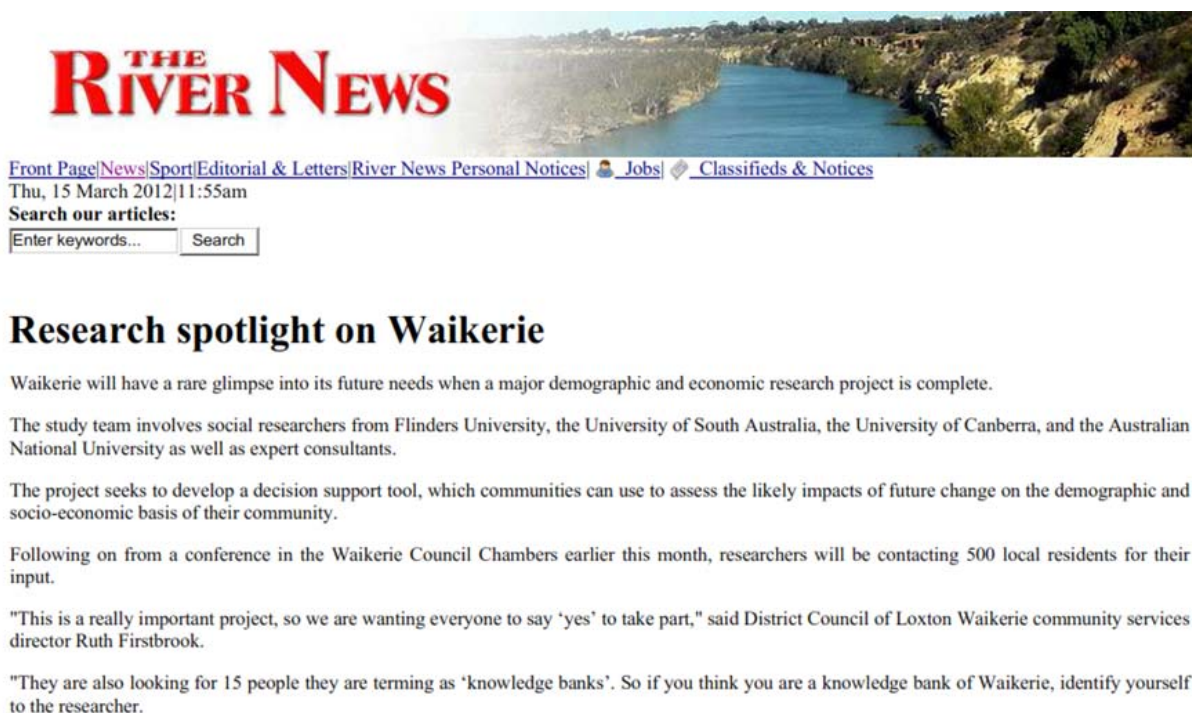 THE
RIVER NEWS
Front Page|News|Sport|Editorial & Letters|River News Personal Notices| Jobs| Classifieds & Notices
Thu, 15 March 2012|11:55am
Search our articles:
Enter keywords... Search
Research spotlight on Waikerie
Waikerie will have a rare glimpse into its future needs when a major demographic and economic research project is complete.
The study team involves social researchers from Flinders University, the University of South Australia, the University of Canberra, and the Australian
National University as well as expert consultants.
The project seeks to develop a decision support tool, which communities can use to assess the likely impacts of future change on the demographic and
socio-economic basis of their community.
Following on from a conference in the Waikerie Council Chambers earlier this month, researchers will be contacting 500 local residents for their
input.
"This is a really important project, so we are wanting everyone to say ‘yes’ to take part," said District Council of Loxton Waikerie community services
director Ruth Firstbrook.
"They are also looking for 15 people they are terming as ‘knowledge banks’. So if you think you are a knowledge bank of Waikerie, identify yourself
to the researcher.